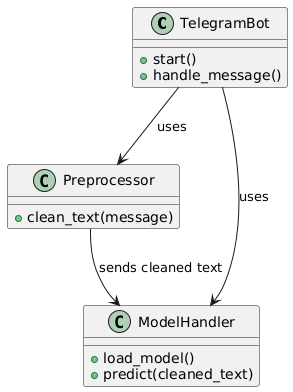 C TelegramBot
start()
handle_message()
uses
C Preprocessor
clean_text(message)
uses
sends cleaned text
C ModelHandler
load_model()
predict(cleaned_text)